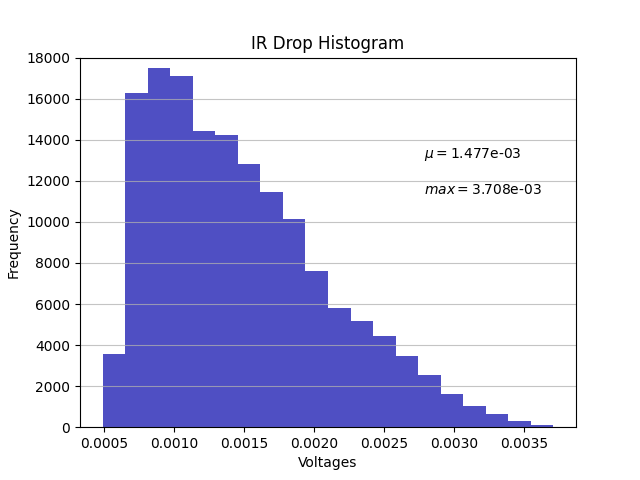 IR Drop Histogram
18000
16000
14000
12000
10000
8000
6000
4000
2000
0
Frequency
μ = 1.477e-03
max = 3.708e-03
0.0005 0.0010 0.0015 0.0020 0.0025 0.0030 0.0035
Voltages